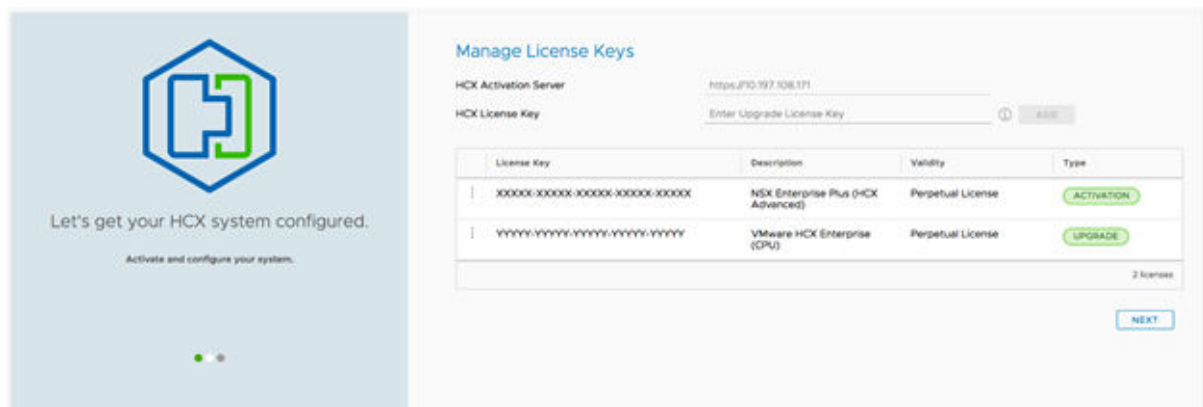 Let's get your HCX system configured.
Activate and configure your system.
Manage License Keys
HCX Activation Server
https://10.197.108.171
HCX License Key
Enter Upgrade License Key
ADD
License Key
Description
Validity
Type
XXXXX-XXXXX-XXXXX-XXXXX-XXXXX
NSX Enterprise Plus (HCX
Advanced)
Perpetual License
ACTIVATION
YYYYY-YYYYY-YYYYY-YYYYY-YYYYY
VMware HCX Enterprise
(CPU)
Perpetual License
UPGRADE
2 licenses
NEXT